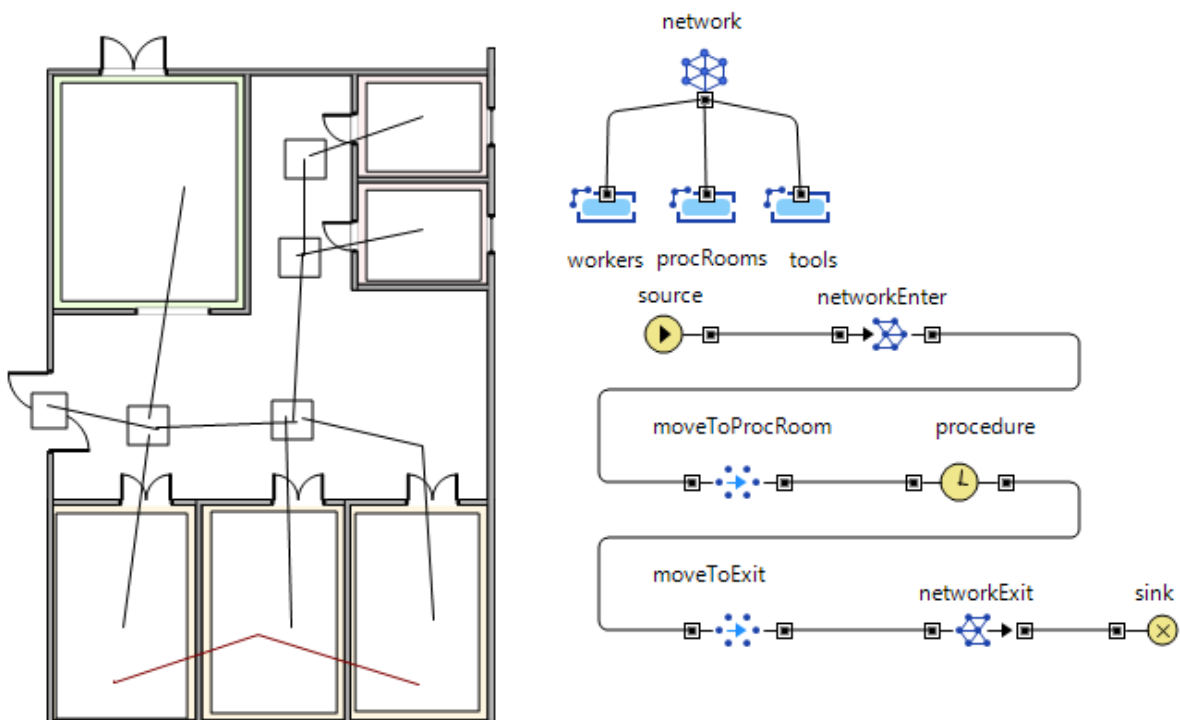 network
workers procRooms tools
source networkEnter
moveToProcRoom procedure
moveToExit networkExit sink